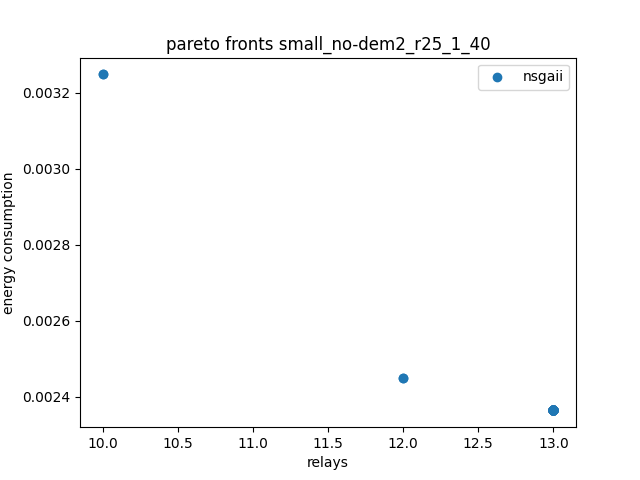 pareto fronts small_no-dem2_r25_1_40
nsgaii
0.0032
0.0030
0.0028
0.0026
0.0024
energy consumption
10.0 10.5 11.0 11.5 12.0 12.5 13.0
relays